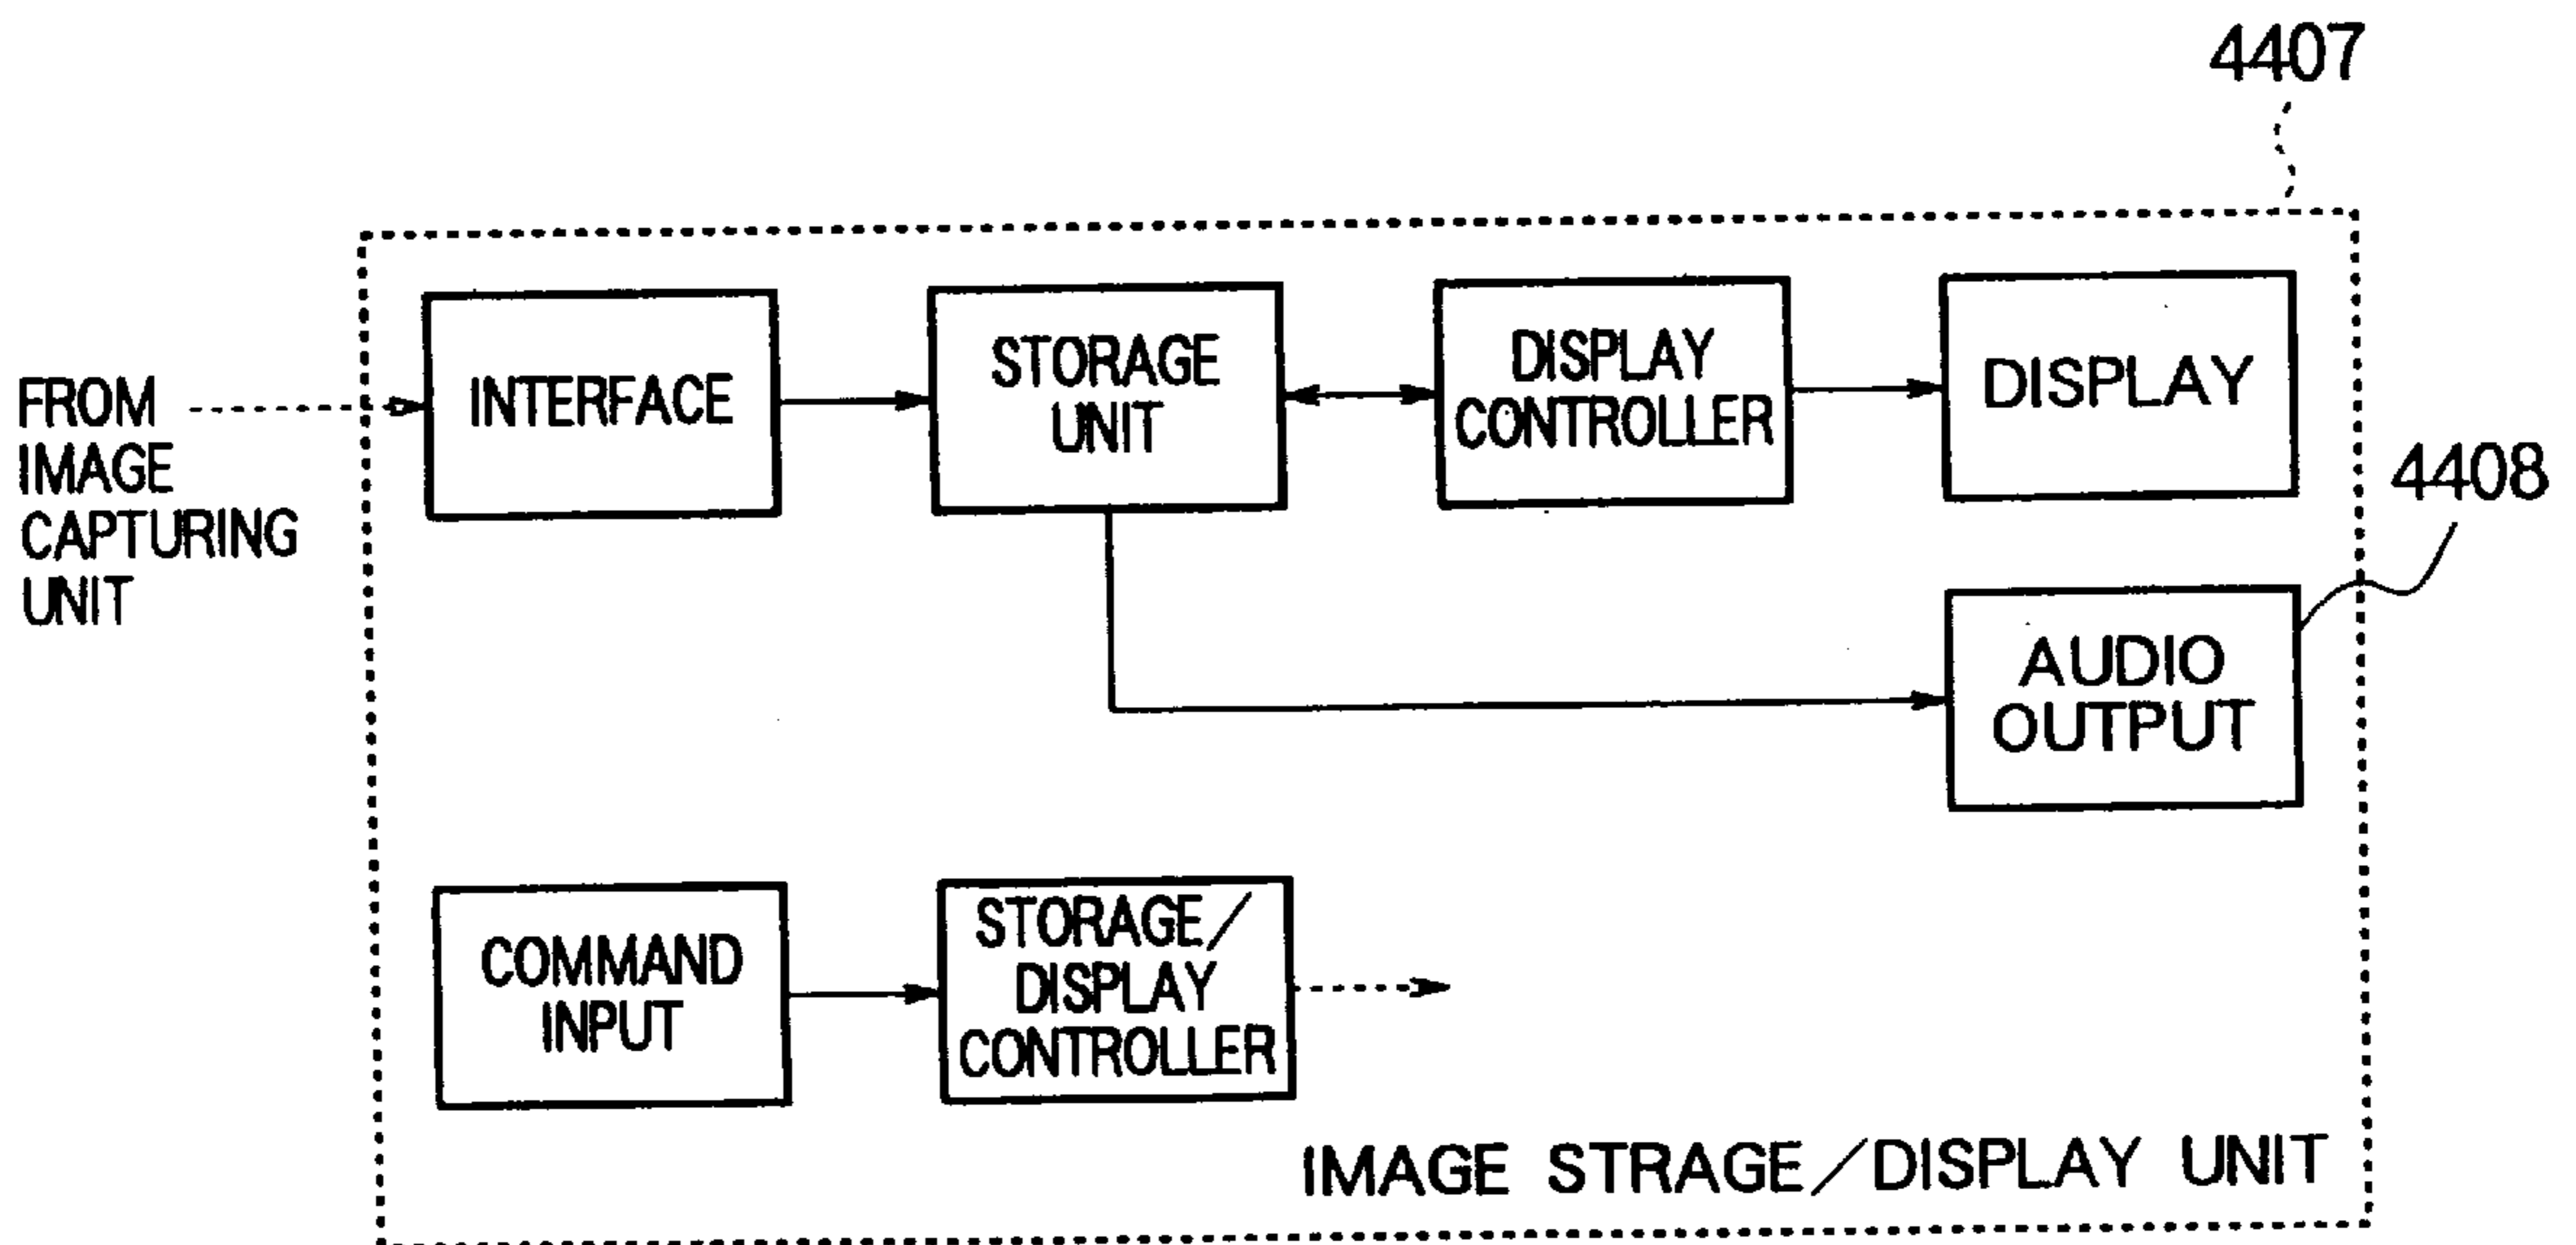 4407
FROM
IMAGE
CAPTURING
UNIT
INTERFACE
STORAGE
UNIT
DISPLAY
CONTROLLER
DISPLAY
4408
AUDIO
OUTPUT
COMMAND
INPUT
STORAGE/
DISPLAY
CONTROLLER
IMAGE STRAGE/DISPLAY UNIT